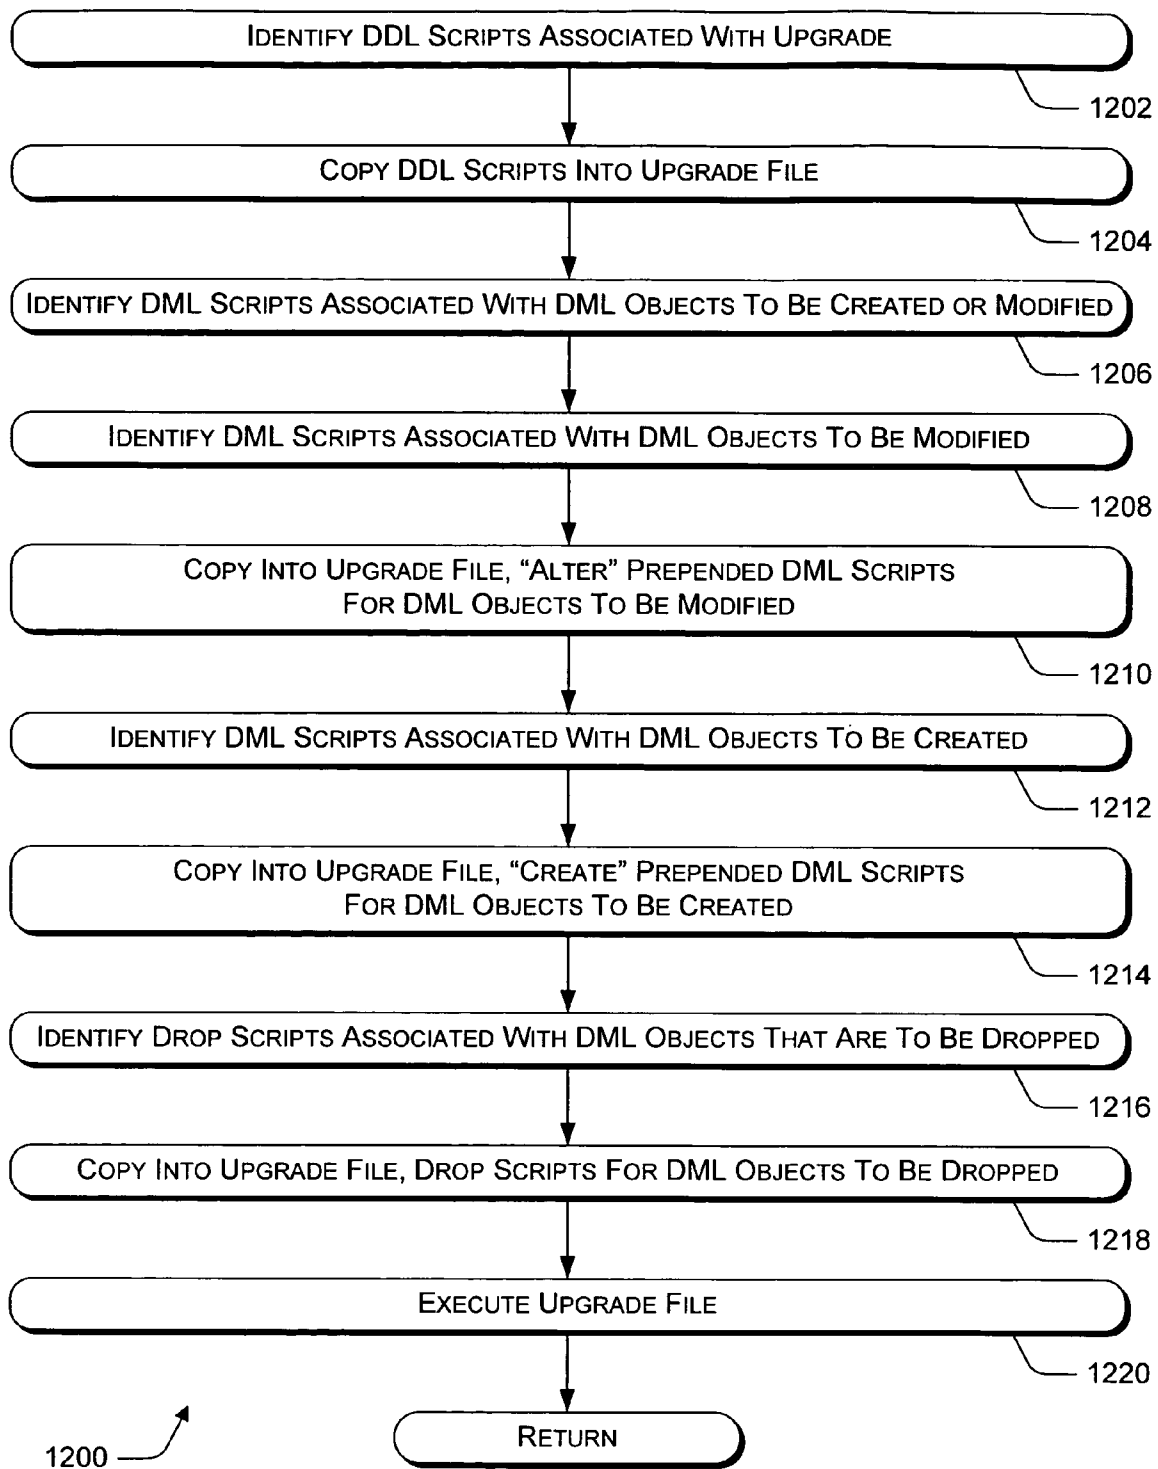 IDENTIFY DDL SCRIPTS ASSOCIATED WITH UPGRADE
1202
COPY DDL SCRIPTS INTO UPGRADE FILE
1204
IDENTIFY DML SCRIPTS ASSOCIATED WITH DML OBJECTS TO BE CREATED OR MODIFIED
1206
IDENTIFY DML SCRIPTS ASSOCIATED WITH DML OBJECTS TO BE MODIFIED
1208
COPY INTO UPGRADE FILE, “ALTER” PREPENDED DML SCRIPTS
FOR DML OBJECTS TO BE MODIFIED
1210
IDENTIFY DML SCRIPTS ASSOCIATED WITH DML OBJECTS TO BE CREATED
1212
COPY INTO UPGRADE FILE, “CREATE” PREPENDED DML SCRIPTS
FOR DML OBJECTS TO BE CREATED
1214
IDENTIFY DROP SCRIPTS ASSOCIATED WITH DML OBJECTS THAT ARE TO BE DROPPED
1216
COPY INTO UPGRADE FILE, DROP SCRIPTS FOR DML OBJECTS TO BE DROPPED
1218
EXECUTE UPGRADE FILE
1220
RETURN
1200